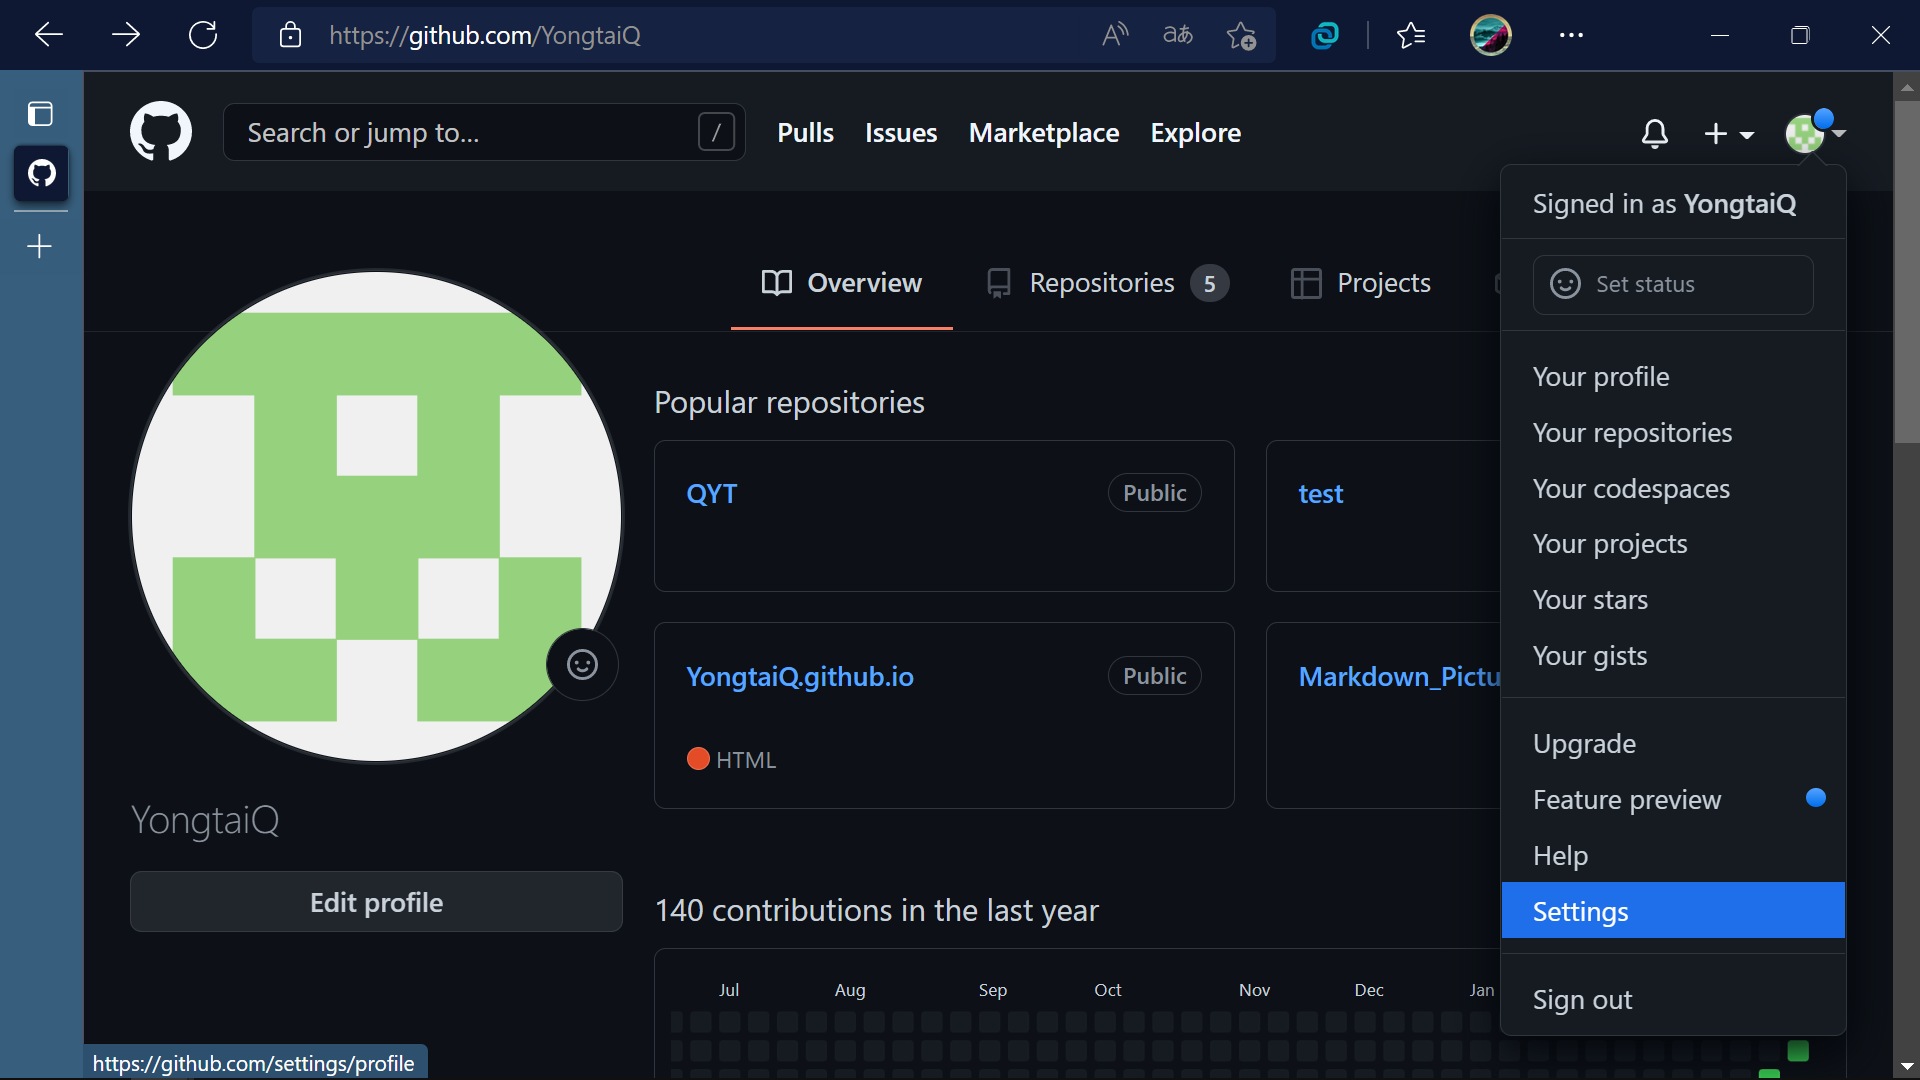 https://github.com/YongtaiQ
Search or jump to...
/
Pulls
Issues
Marketplace
Explore
Signed in as YongtaiQ
Set status
Your profile
Your repositories
Your codespaces
Your projects
Your stars
Your gists
Upgrade
Feature preview
Help
Settings
Sign out
Overview
Repositories 5
Projects
Popular repositories
QYT
Public
test
YongtaiQ.github.io
Public
HTML
Markdown_Pictu
YongtaiQ
Edit profile
140 contributions in the last year
Jul Aug Sep Oct Nov Dec Jan
https://github.com/settings/profile